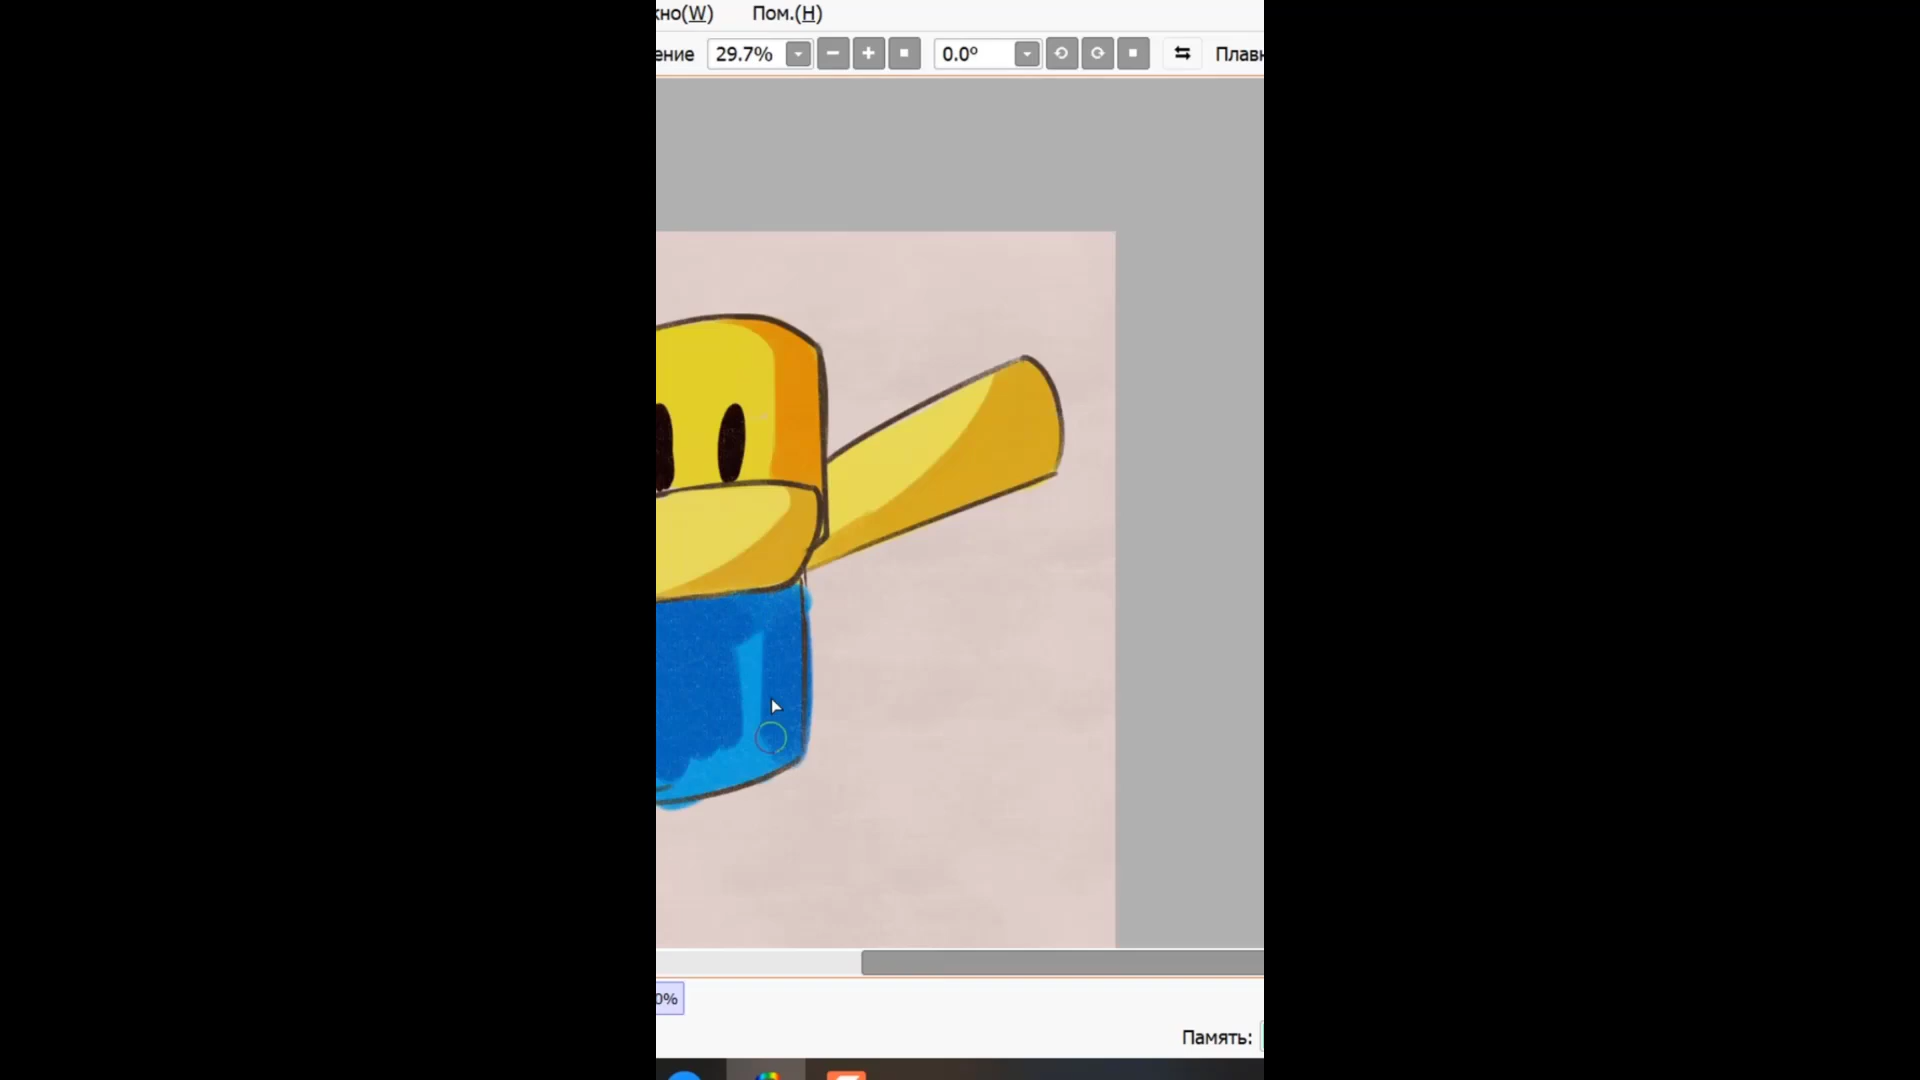 кно(W) Пом.(H)
ение 29.7% 0.0° Плавн
0%
Память: